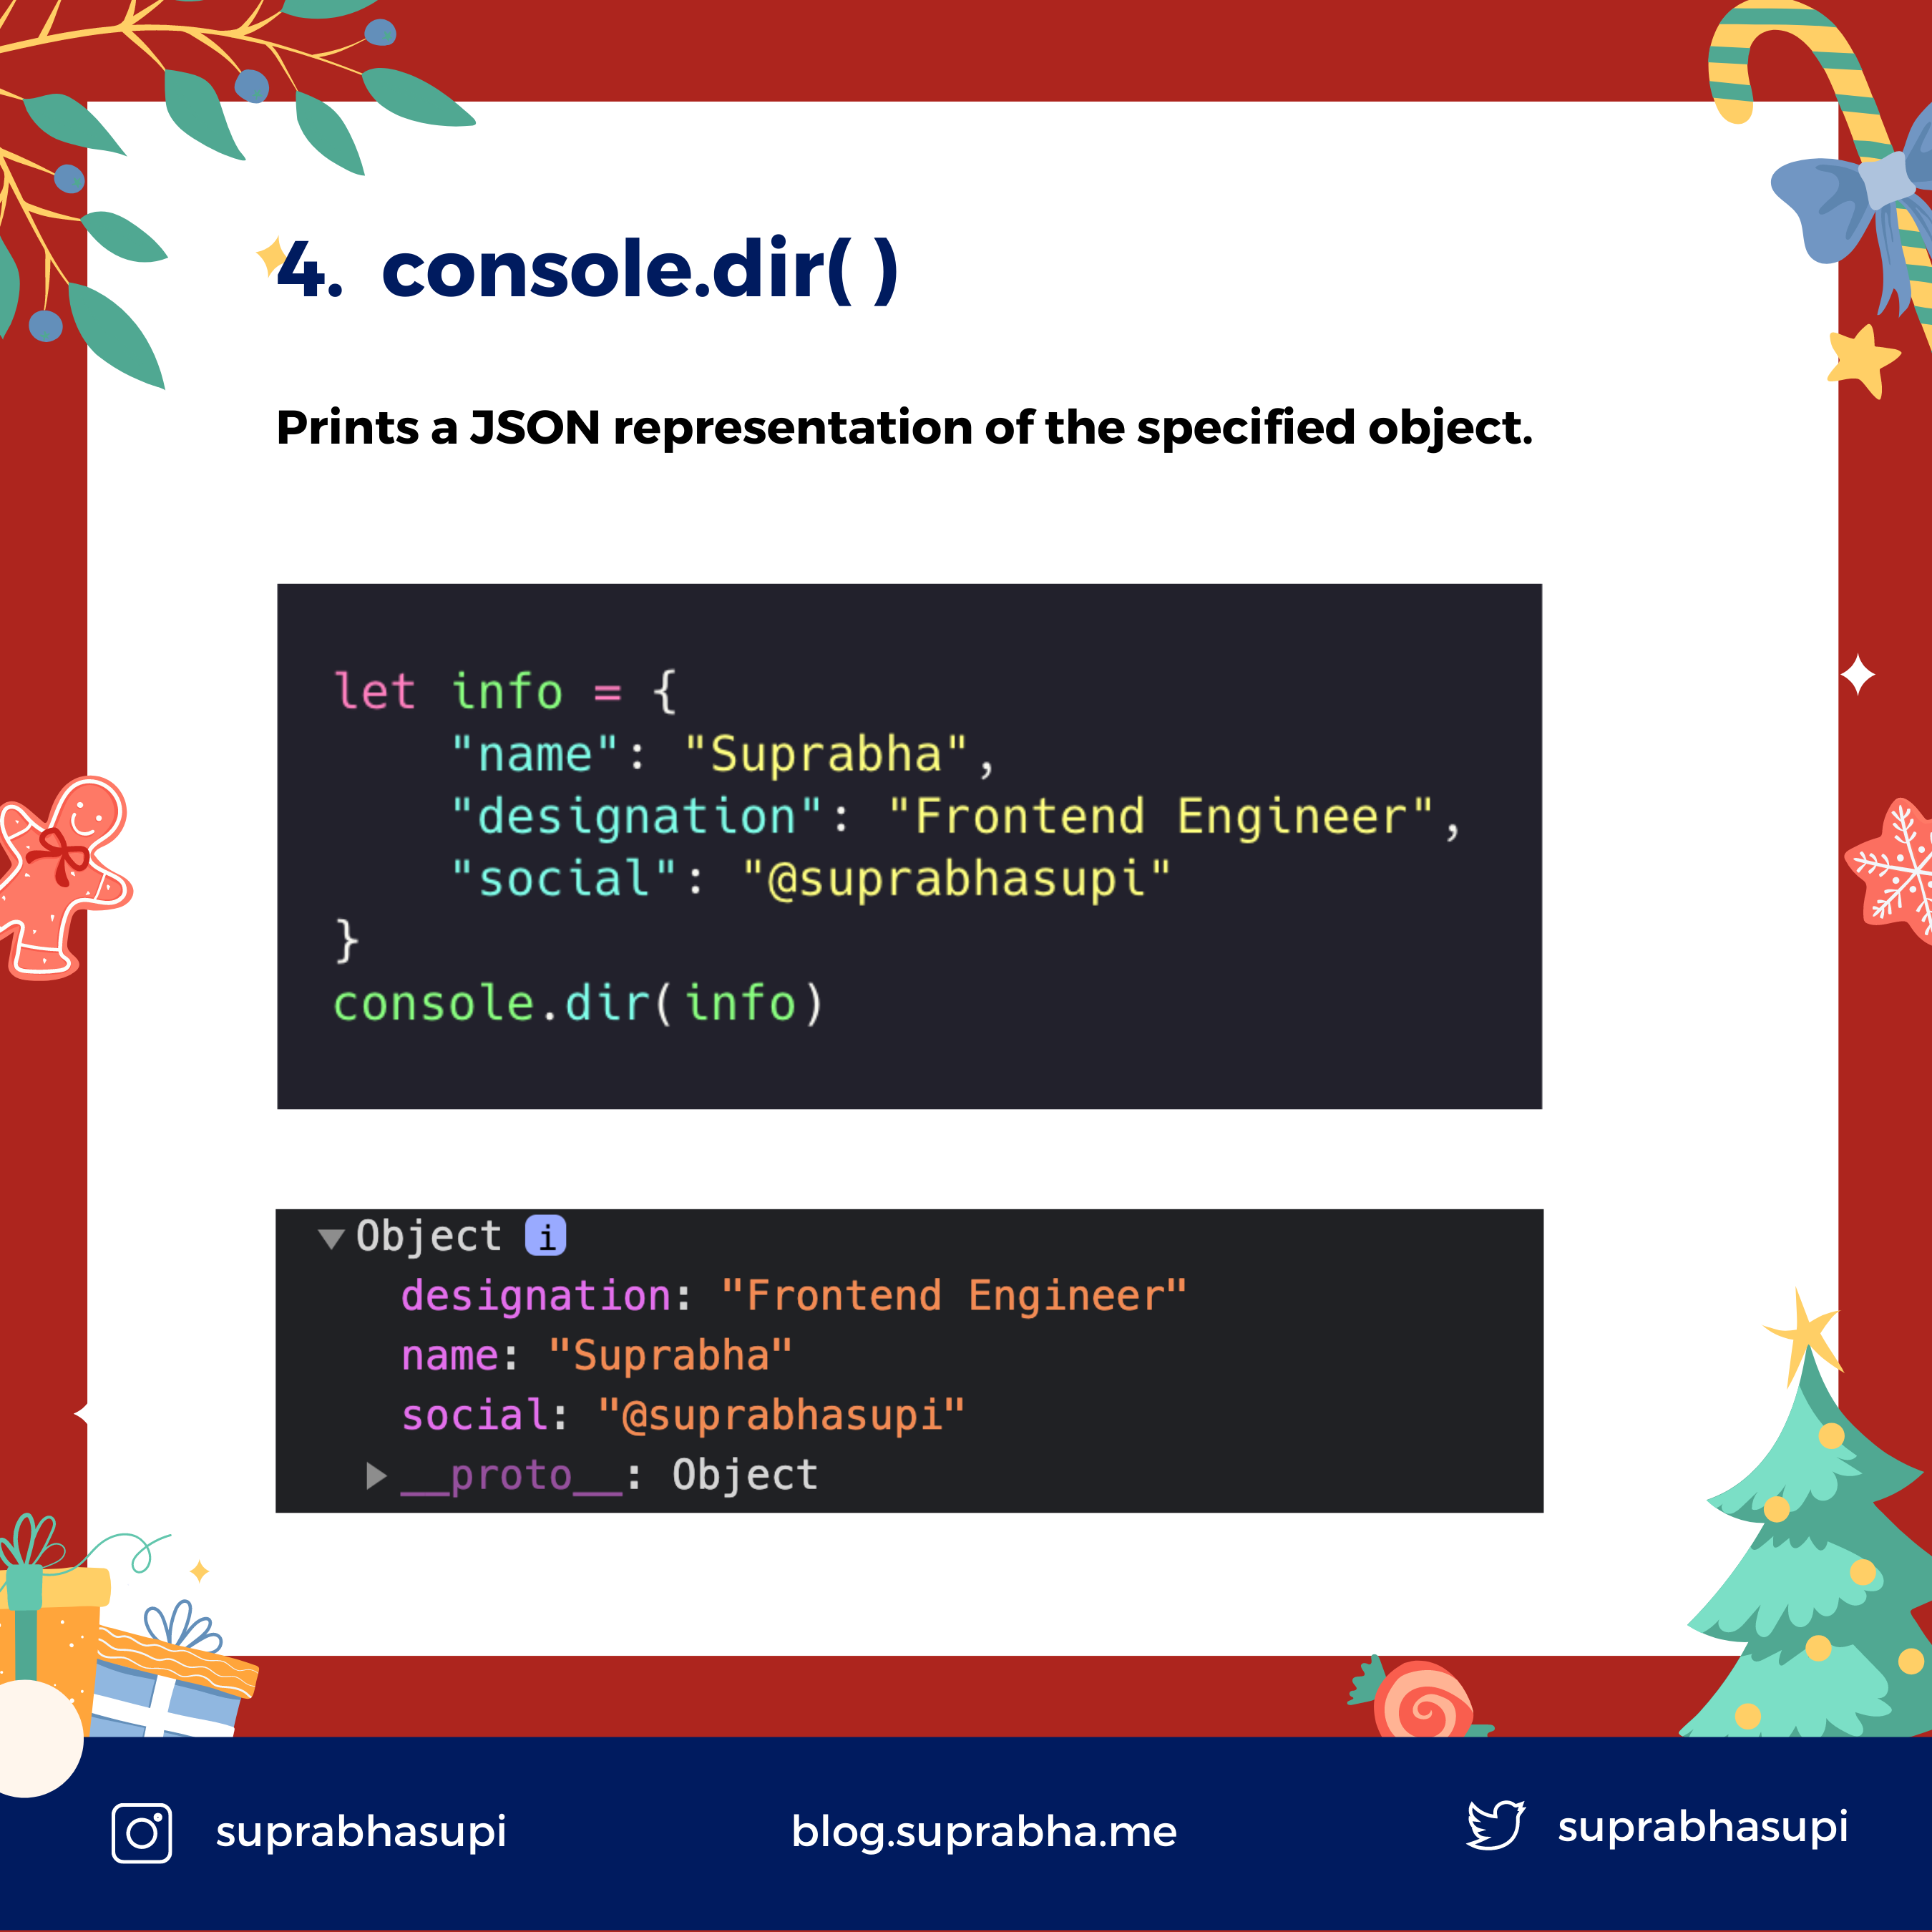 4. console.dir( )
Prints a JSON representation of the specified object.
let info = {
    "name": "Suprabha",
    "designation": "Frontend Engineer",
    "social": "@suprabhasupi"
}
console.dir(info)
Object i
designation: "Frontend Engineer"
name: "Suprabha"
social: "@suprabhasupi"
__proto__: Object
suprabhasupi blog.suprabha.me suprabhasupi